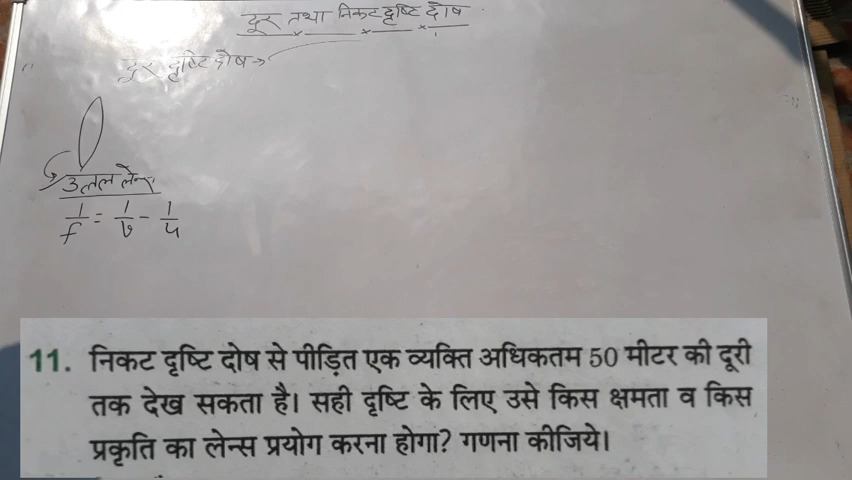 दूर तथा निकट दृष्टि दोष
दूर दृष्टि दोष →
उत्तल लेन्स
1/f = 1/v - 1/u
11. निकट दृष्टि दोष से पीड़ित एक व्यक्ति अधिकतम 50 मीटर की दूरी
तक देख सकता है। सही दृष्टि के लिए उसे किस क्षमता व किस
प्रकृति का लेन्स प्रयोग करना होगा? गणना कीजिये।